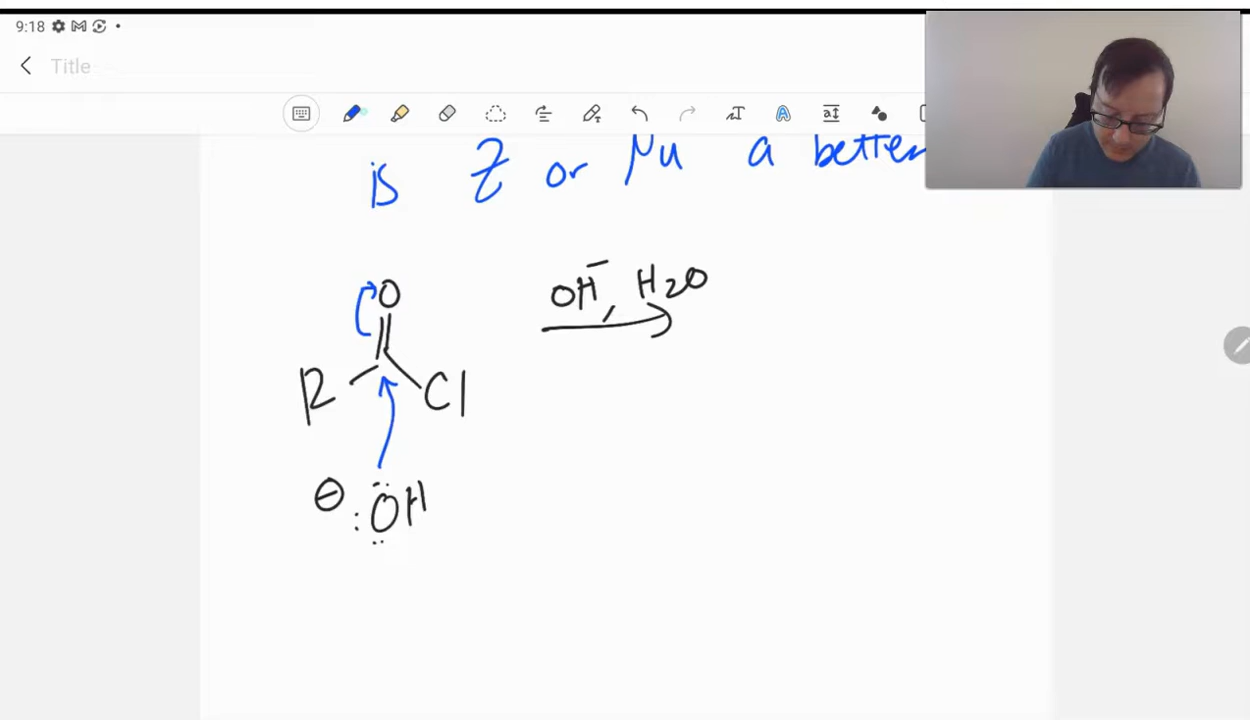 9:18
Title
is Z or Nu a better
O
OH⁻, H2O
R Cl
⊖ :ÖH